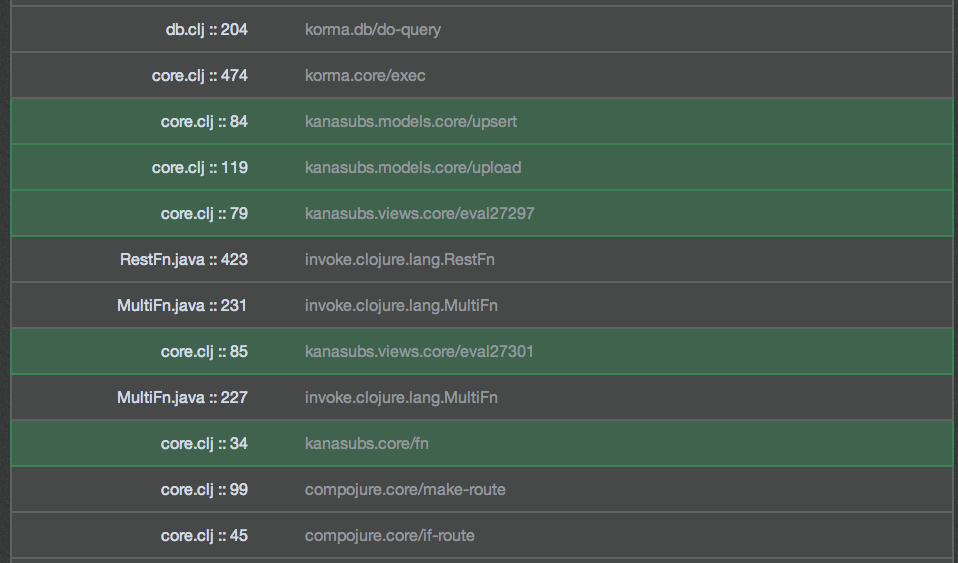 db.clj :: 204 korma.db/do-query
core.clj :: 474 korma.core/exec
core.clj :: 84 kanasubs.models.core/upsert
core.clj :: 119 kanasubs.models.core/upload
core.clj :: 79 kanasubs.views.core/eval27297
RestFn.java :: 423 invoke.clojure.lang.RestFn
MultiFn.java :: 231 invoke.clojure.lang.MultiFn
core.clj :: 85 kanasubs.views.core/eval27301
MultiFn.java :: 227 invoke.clojure.lang.MultiFn
core.clj :: 34 kanasubs.core/fn
core.clj :: 99 compojure.core/make-route
core.clj :: 45 compojure.core/if-route